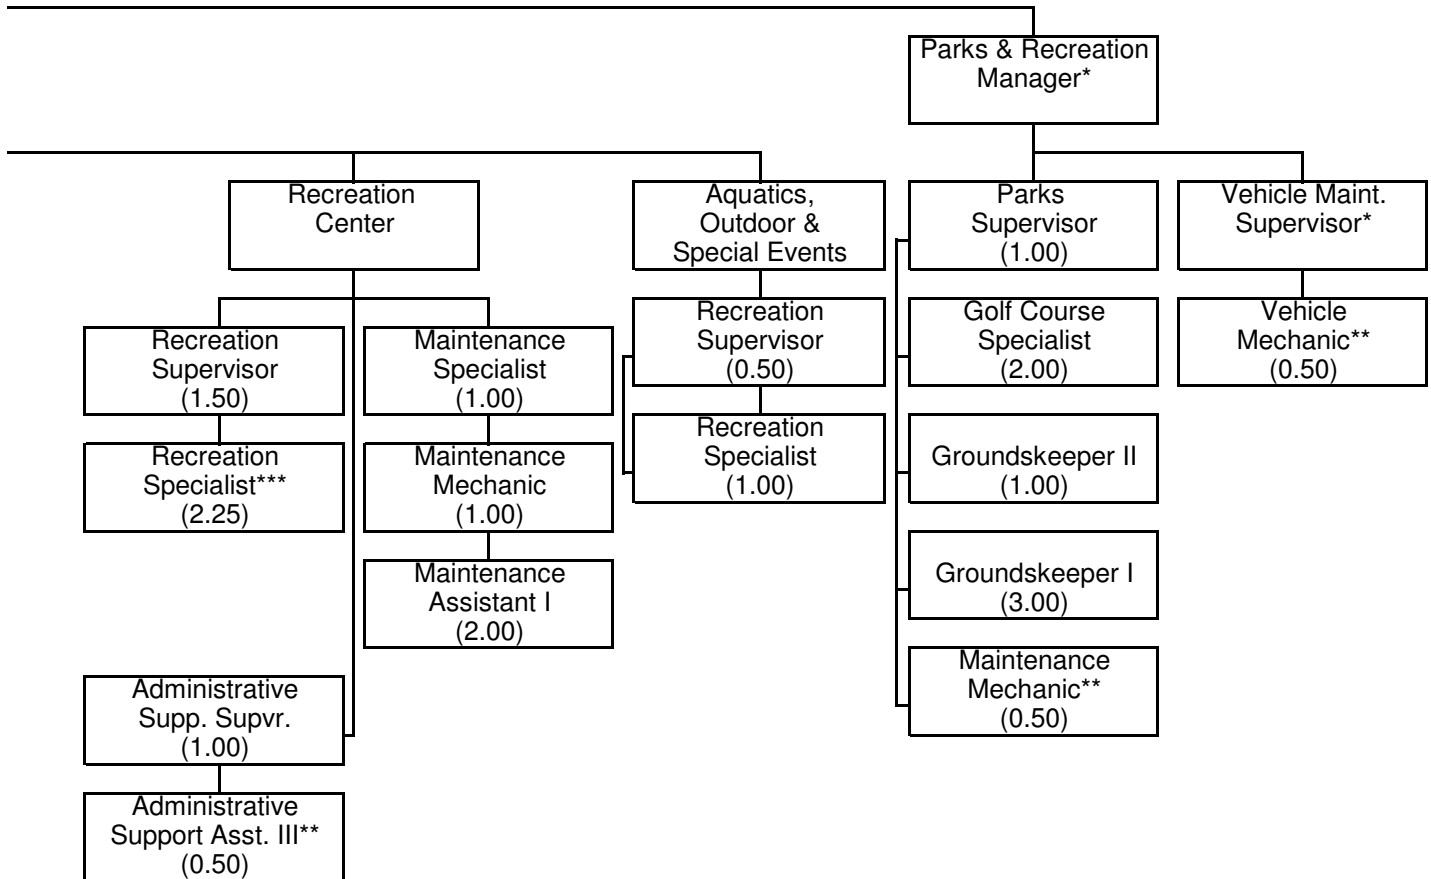 Parks & Recreation
Manager*
Recreation
Center
Aquatics,
Outdoor &
Special Events
Parks
Supervisor
(1.00)
Vehicle Maint.
Supervisor*
Recreation
Supervisor
(1.50)
Maintenance
Specialist
(1.00)
Recreation
Supervisor
(0.50)
Golf Course
Specialist
(2.00)
Vehicle
Mechanic**
(0.50)
Recreation
Specialist***
(2.25)
Maintenance
Mechanic
(1.00)
Recreation
Specialist
(1.00)
Groundskeeper II
(1.00)
Maintenance
Assistant I
(2.00)
Groundskeeper I
(3.00)
Administrative
Supp. Supvr.
(1.00)
Maintenance
Mechanic**
(0.50)
Administrative
Support Asst. III**
(0.50)